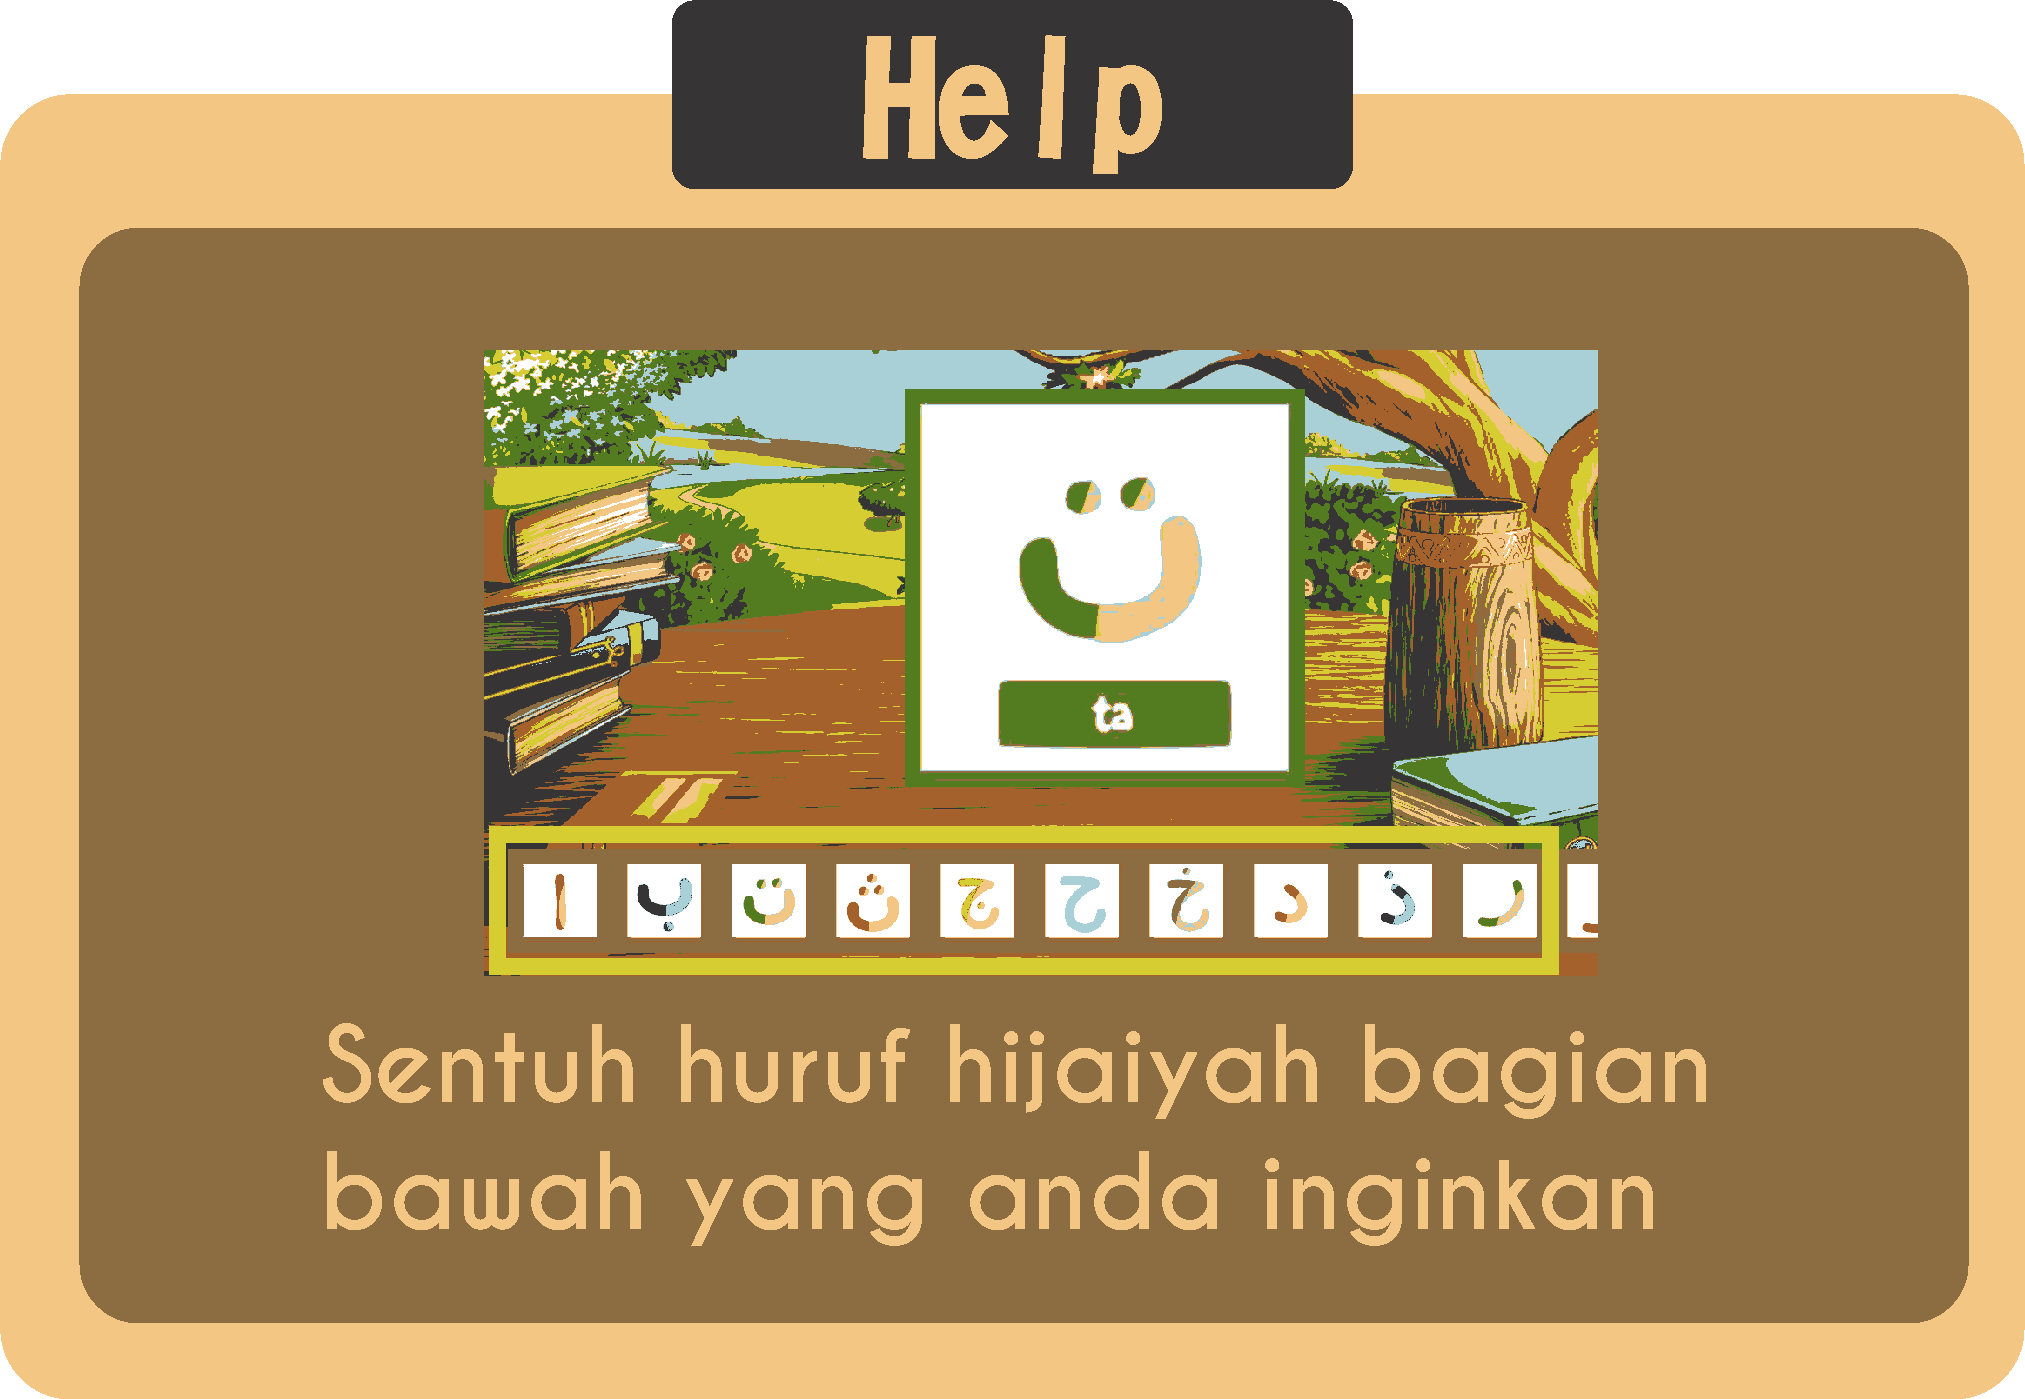 Help
ت
ta
ا ب ت ث ج ح خ د ذ ر
Sentuh huruf hijaiyah bagian
bawah yang anda inginkan